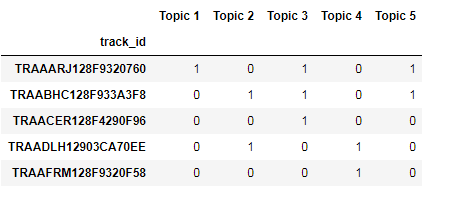 Topic 1 Topic 2 Topic 3 Topic 4 Topic 5
track_id
TRAAARJ128F9320760 1 0 1 0 1
TRAABHC128F933A3F8 0 1 1 0 1
TRAACER128F4290F96 0 0 1 0 0
TRAADLH12903CA70EE 0 1 0 1 0
TRAAFRM128F9320F58 0 0 0 1 0